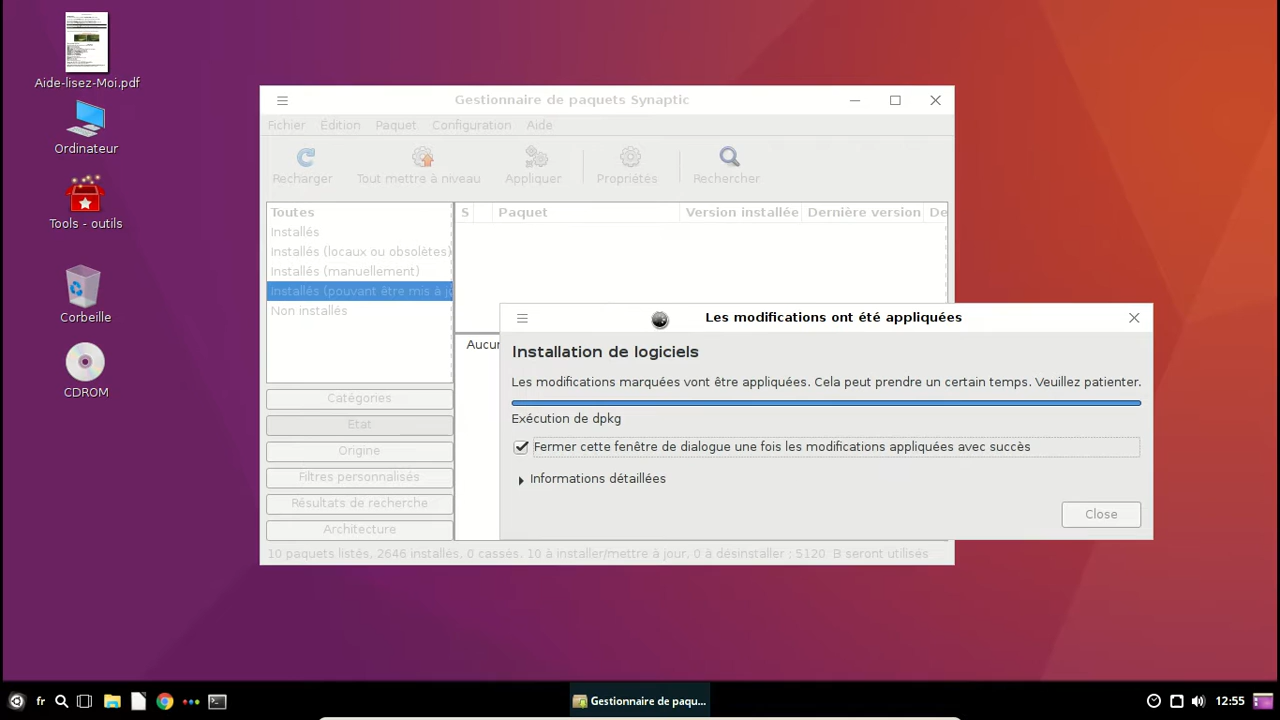 Aide-lisez-Moi.pdf
Ordinateur
Tools - outils
Corbeille
CDROM
Gestionnaire de paquets Synaptic
Fichier Édition Paquet Configuration Aide
Recharger Tout mettre à niveau Appliquer Propriétés Rechercher
Toutes
Installés
Installés (locaux ou obsolètes)
Installés (manuellement)
Installés (pouvant être mis à jo
Non installés
S Paquet Version installée Dernière version De
Aucun
Catégories
Etat
Origine
Filtres personnalisés
Résultats de recherche
Architecture
10 paquets listés, 2646 installés, 0 cassés. 10 à installer/mettre à jour, 0 à désinstaller ; 5120 B seront utilisés
Les modifications ont été appliquées
Installation de logiciels
Les modifications marquées vont être appliquées. Cela peut prendre un certain temps. Veuillez patienter.
Exécution de dpkg
Fermer cette fenêtre de dialogue une fois les modifications appliquées avec succès
Informations détaillées
Close
fr
Gestionnaire de paqu...
12:55